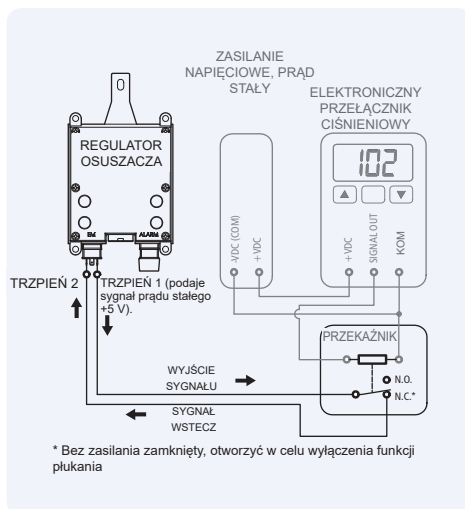 ZASILANIE
NAPIĘCIOWE, PRĄD
STAŁY
ELEKTRONICZNY
PRZEŁĄCZNIK
CIŚNIENIOWY
REGULATOR
OSUSZACZA
102
EM
ALARM
-VDC (COM)
+VDC
+VDC
SIGNAL OUT
KOM
TRZPIEŃ 2
TRZPIEŃ 1 (podaje
sygnał prądu stałego
+5 V).
PRZEKAŹNIK
N.O.
N.C.*
WYJŚCIE
SYGNAŁU
SYGNAŁ
WSTECZ
* Bez zasilania zamknięty, otworzyć w celu wyłączenia funkcji
płukania